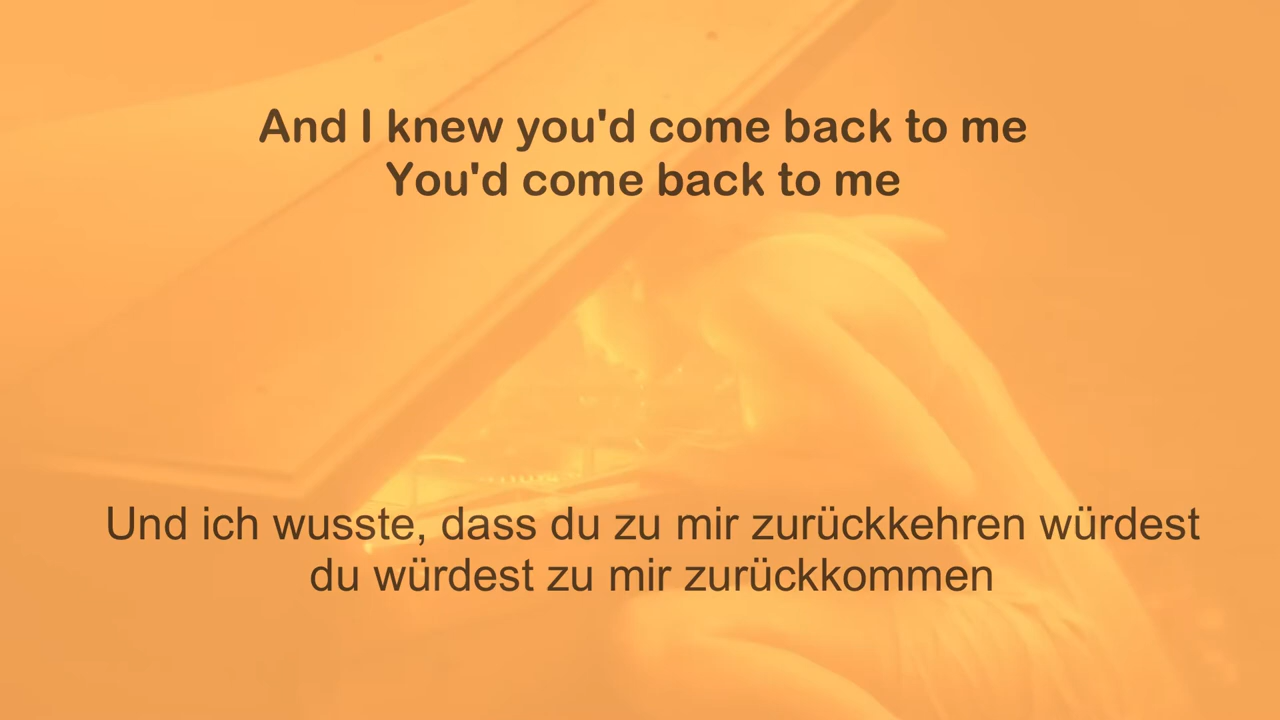 And I knew you'd come back to me
You'd come back to me
Und ich wusste, dass du zu mir zurückkehren würdest
du würdest zu mir zurückkommen